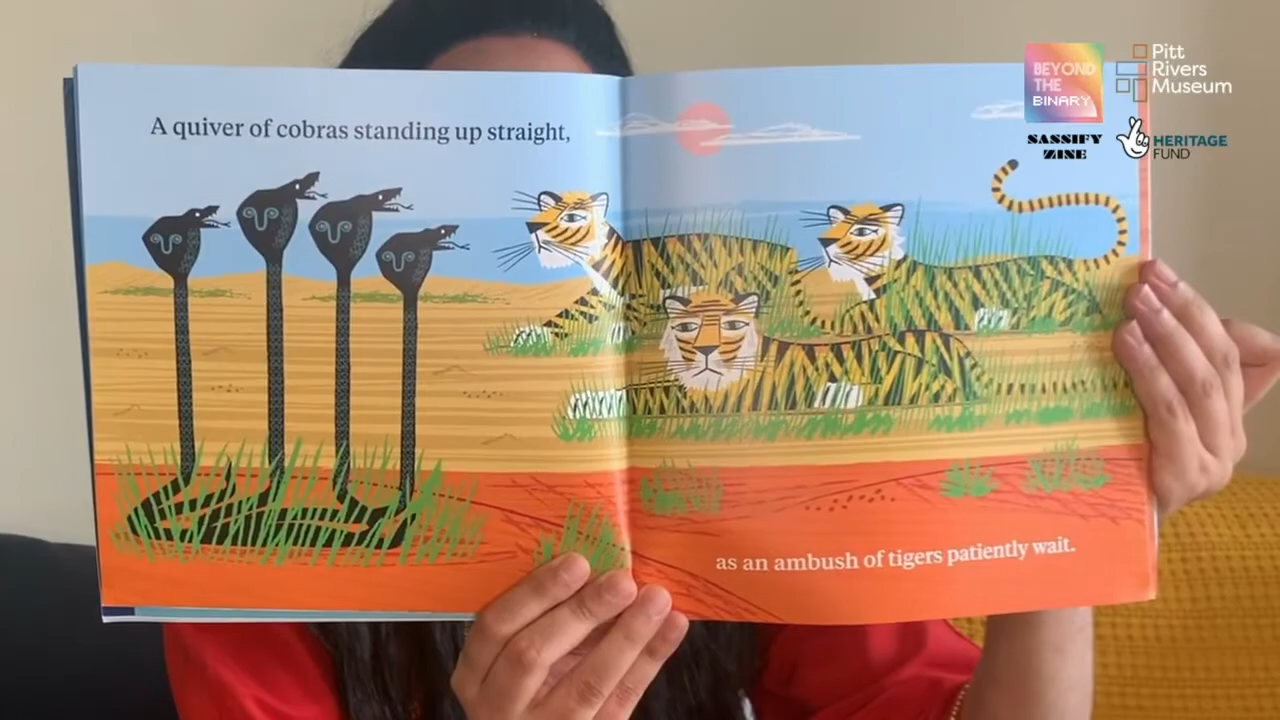 A quiver of cobras standing up straight,
as an ambush of tigers patiently wait.
BEYOND
THE
BINARY
Pitt
Rivers
Museum
SASSIFY
ZINE
HERITAGE
FUND